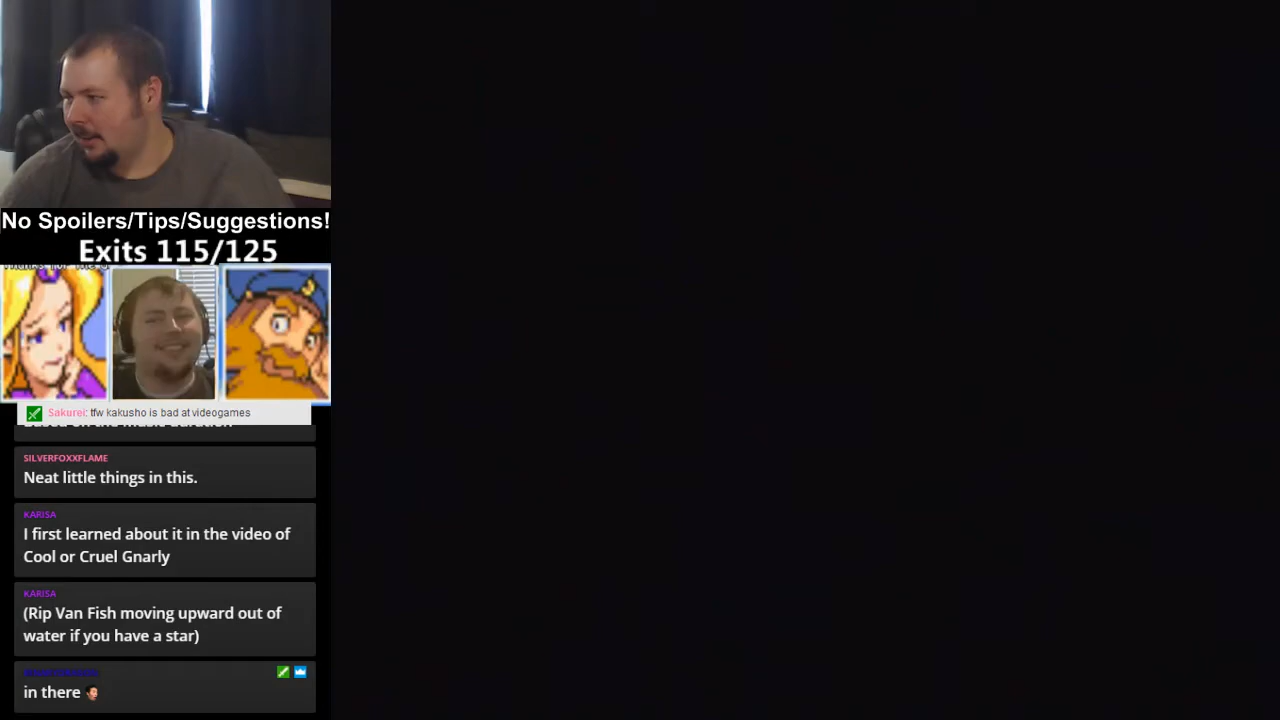 No Spoilers/Tips/Suggestions!
Exits 115/125
Sakurei: tfw kakusho is bad at videogames
SILVERFOXXFLAME
Neat little things in this.
KARISA
I first learned about it in the video of
Cool or Cruel Gnarly
KARISA
(Rip Van Fish moving upward out of
water if you have a star)
in there